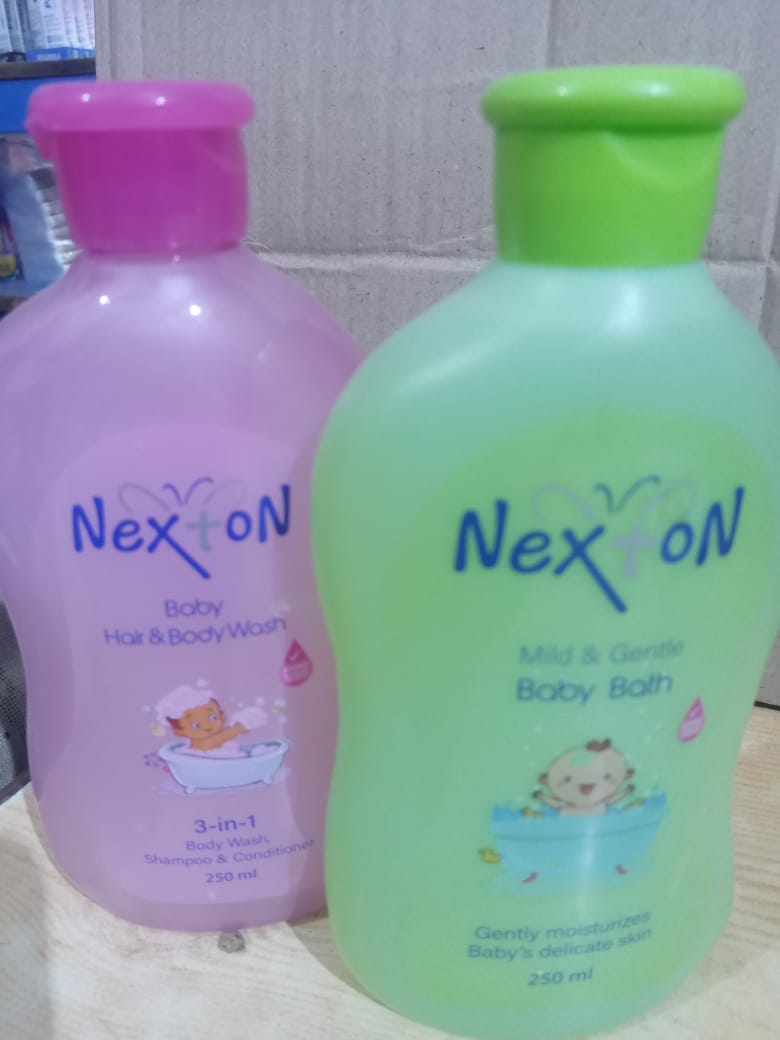 Nexton
Baby
Hair & Body Wash
3-in-1
Body Wash,
Shampoo & Conditioner
250 ml
Nexton
Mild & Gentle
Baby Bath
Gently moisturizes
Baby's delicate skin
250 ml